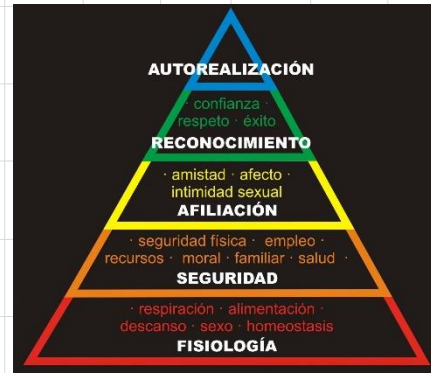 AUTOREALIZACIÓN
· confianza ·
respeto · éxito
RECONOCIMIENTO
· amistad · afecto ·
intimidad sexual
AFILIACIÓN
· seguridad física · empleo ·
recursos · moral · familiar · salud ·
SEGURIDAD
· respiración · alimentación ·
descanso · sexo · homeostasis
FISIOLOGÍA